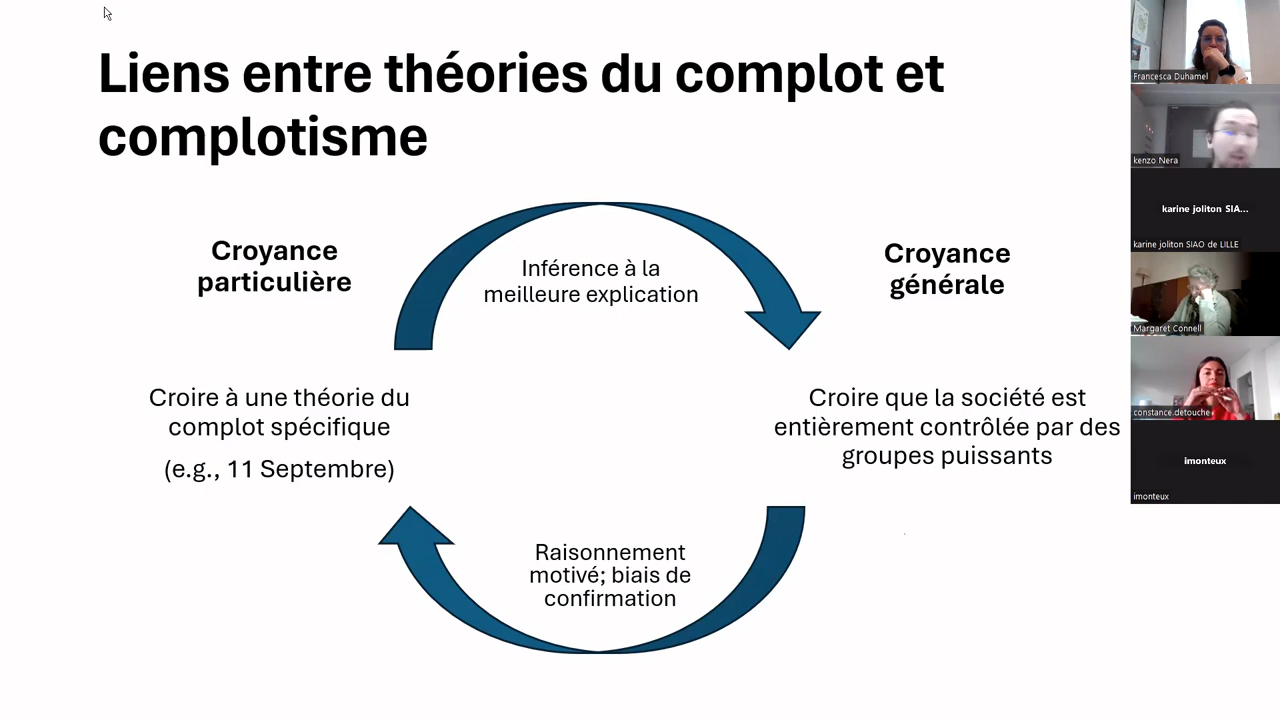 Liens entre théories du complot et
complotisme
Croyance
particulière
Inférence à la
meilleure explication
Croyance
générale
Croire à une théorie du
complot spécifique
(e.g., 11 Septembre)
Croire que la société est
entièrement contrôlée par des
groupes puissants
Raisonnement
motivé; biais de
confirmation
Francesca Duhamel
kenzo Nera
karine joliton SIA...
karine joliton SIAO de LILLE
Margaret Connell
constance.detouche
imonteux
imonteux